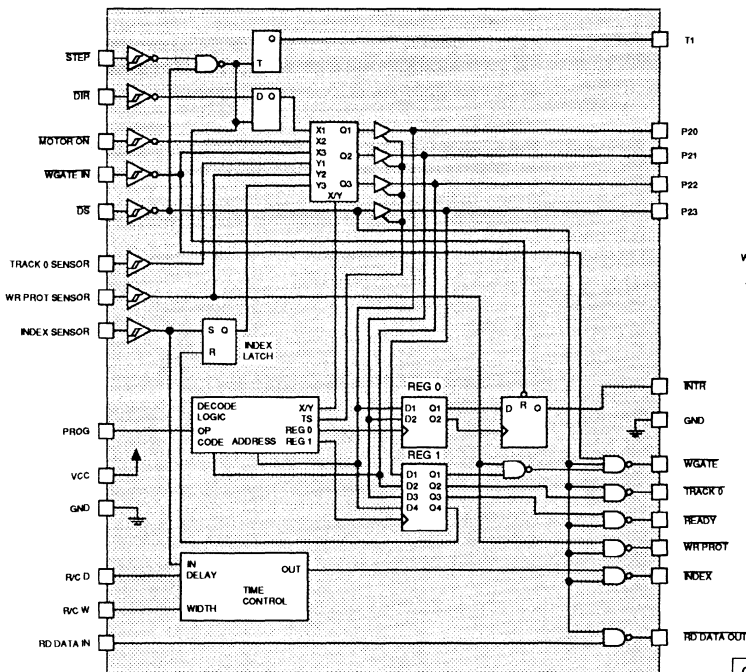 STEP
Q
T
T1
DIR
D Q
MOTOR ON
X1 Q1
X2
X3 Q2
Y1
Y2 Q3
Y3
X/Y
P20
P21
P22
P23
WGATE IN
DS
TRACK 0 SENSOR
WR PROT SENSOR
INDEX SENSOR
S Q
R
INDEX
LATCH
W
DECODE X/Y
LOGIC TS
OP REG 0
CODE ADDRESS REG 1
REG 0
D1 Q1
D2 Q2
D R Q
INTR
GND
PROG
REG 1
D1 Q1
D2 Q2
D3 Q3
D4 Q4
WGATE
TRACK 0
READY
WR PROT
INDEX
VCC
GND
IN OUT
DELAY
TIME
WIDTH CONTROL
R/C D
R/C W
RD DATA IN
RD DATA OUT